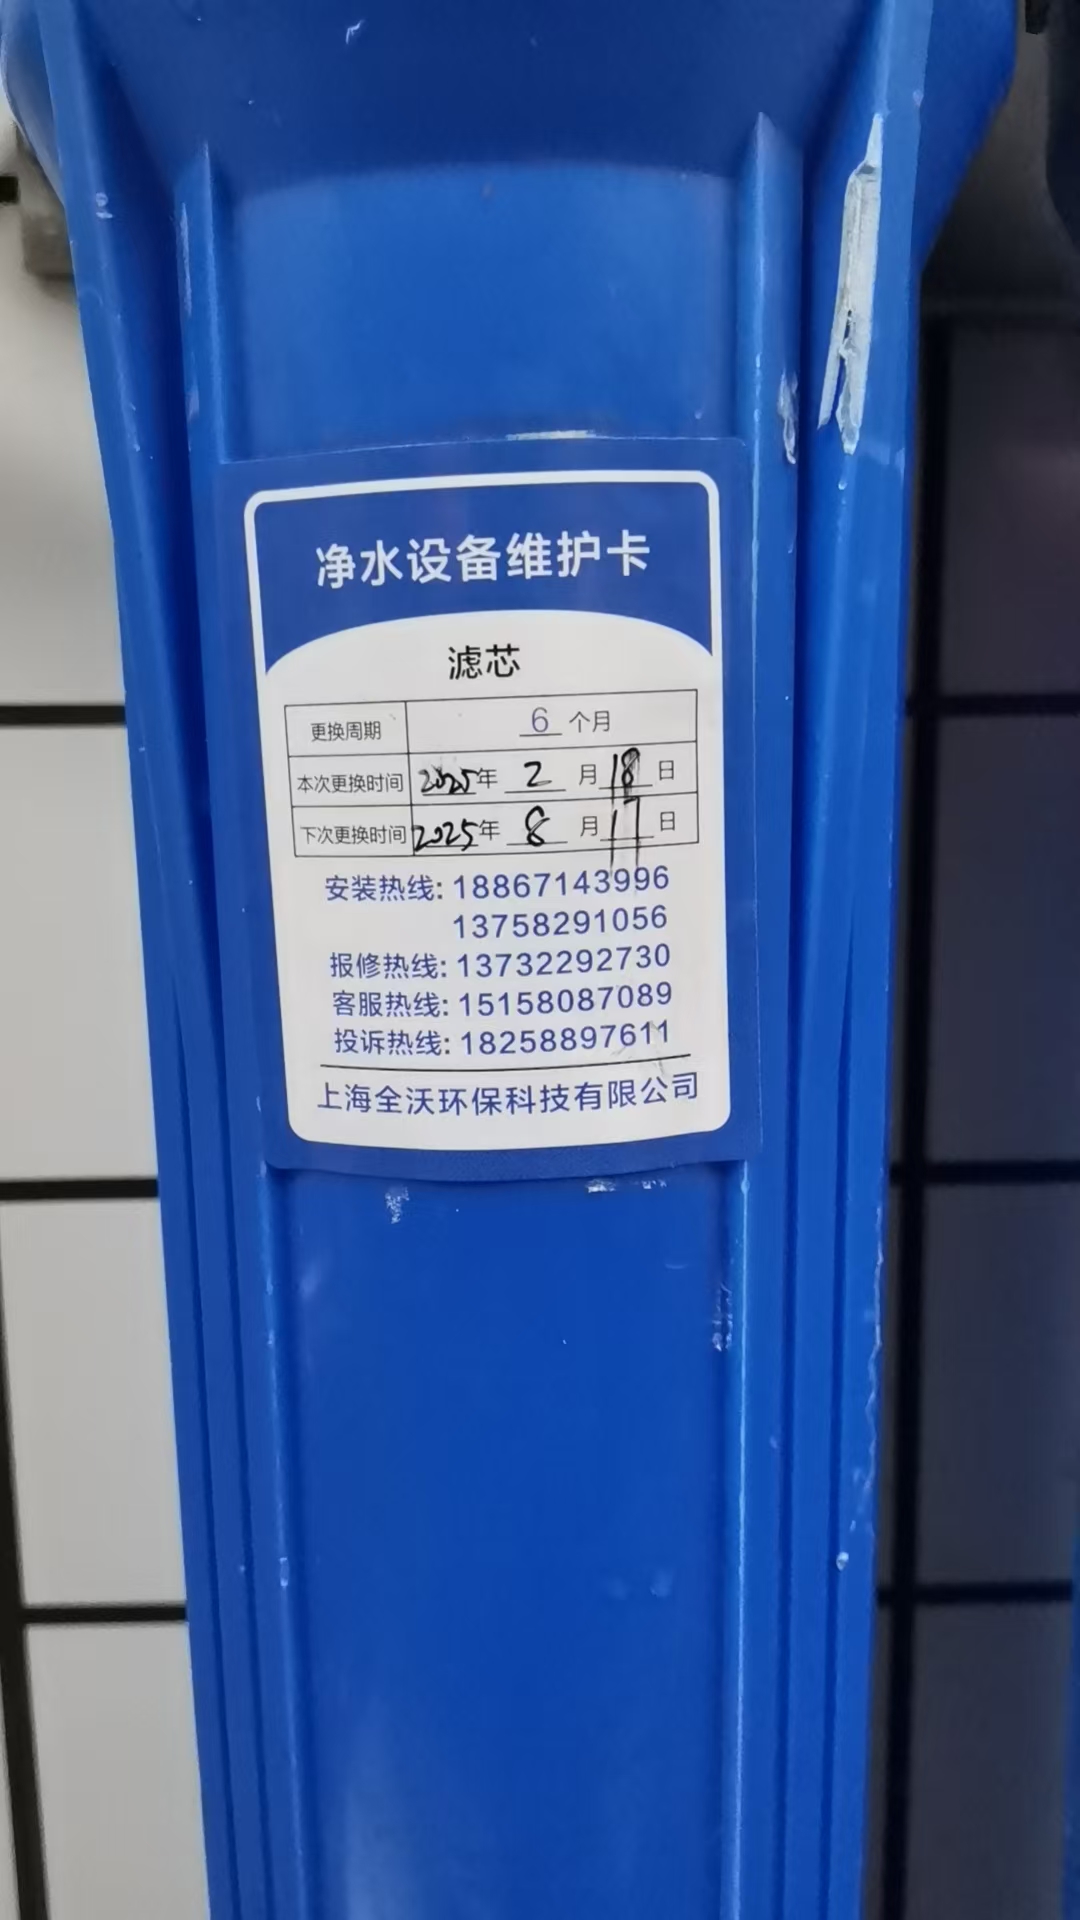 净水设备维护卡
滤芯
更换周期 6 个月
本次更换时间 2025年 2 月 18 日
下次更换时间 2025年 8 月 17 日
安装热线: 18867143996
13758291056
报修热线: 13732292730
客服热线: 15158087089
投诉热线: 18258897611
上海全沃环保科技有限公司